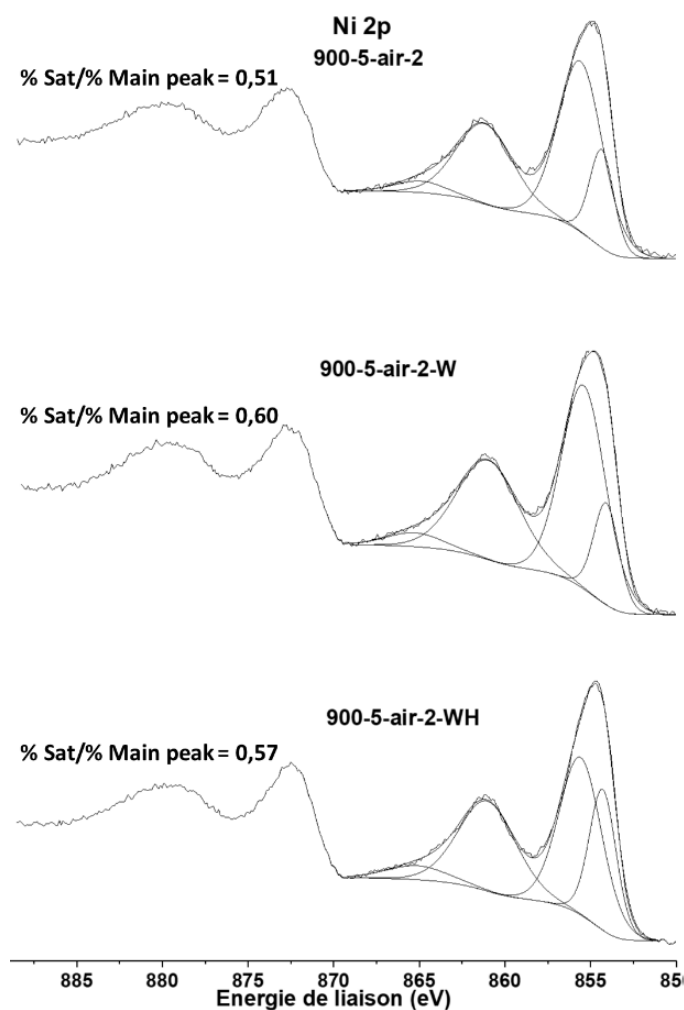 Ni 2p
900-5-air-2
% Sat/% Main peak = 0,51
900-5-air-2-W
% Sat/% Main peak = 0,60
900-5-air-2-WH
% Sat/% Main peak = 0,57
885 880 875 870 865 860 855 850
Energie de liaison (eV)